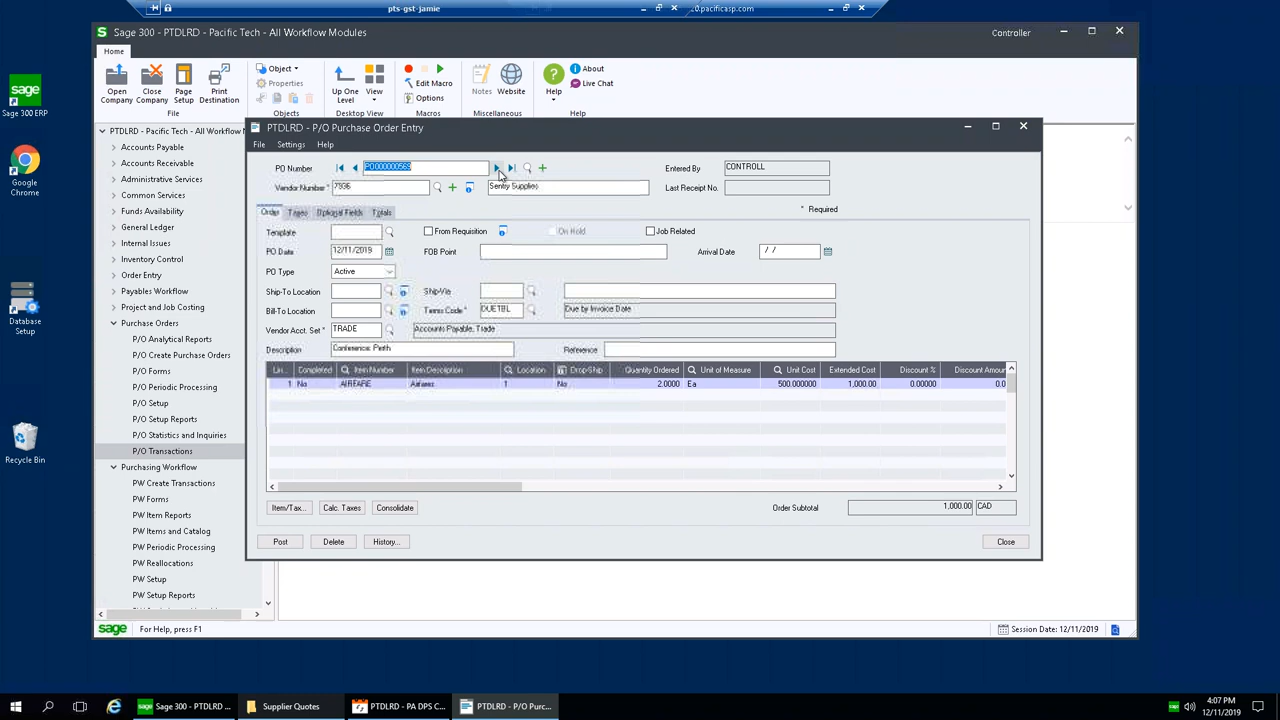 pts-gst-jamie
20.pacificasp.com
Sage 300 - PTDLRD - Pacific Tech - All Workflow Modules
Controller
Home
Open Company
Close Company
Page Setup
Print Destination
File
Object
Properties
Objects
Up One Level
View
Desktop View
Edit Macro
Options
Macros
Notes
Website
Miscellaneous
Help
About
Live Chat
Help
Sage 300 ERP
Google Chrome
Database Setup
Recycle Bin
PTDLRD - Pacific Tech - All Workflow
Accounts Payable
Accounts Receivable
Administrative Services
Common Services
Funds Availability
General Ledger
Internal Issues
Inventory Control
Order Entry
Payables Workflow
Project and Job Costing
Purchase Orders
P/O Analytical Reports
P/O Create Purchase Orders
P/O Forms
P/O Periodic Processing
P/O Setup
P/O Setup Reports
P/O Statistics and Inquiries
P/O Transactions
Purchasing Workflow
PW Create Transactions
PW Forms
PW Item Reports
PW Items and Catalog
PW Periodic Processing
PW Reallocations
PW Setup
PW Setup Reports
PTDLRD - P/O Purchase Order Entry
File Settings Help
PO Number PO000000569 Entered By CONTROLL
Vendor Number * 7936 Sentry Supplies Last Receipt No.
Order Taxes Optional Fields Totals * Required
Template From Requisition On Hold Job Related
PO Date 12/11/2019 FOB Point Arrival Date / /
PO Type Active
Ship-To Location Ship-Via
Bill-To Location Terms Code * DUETBL Due by Invoice Date
Vendor Acct. Set * TRADE Accounts Payable, Trade
Description Conference: Perth Reference
Lin... Completed Item Number Item Description Location Drop-Ship Quantity Ordered Unit of Measure Unit Cost Extended Cost Discount % Discount Amoun
1 No AIRFARE Airfares 1 No 2.0000 Ea 500.000000 1,000.00 0.00000 0.0
Item/Tax... Calc. Taxes Consolidate Order Subtotal 1,000.00 CAD
Post Delete History... Close
sage For Help, press F1 Session Date: 12/11/2019
Sage 300 - PTDLRD ... Supplier Quotes PTDLRD - PA DPS C... PTDLRD - P/O Purc...
4:07 PM
12/11/2019